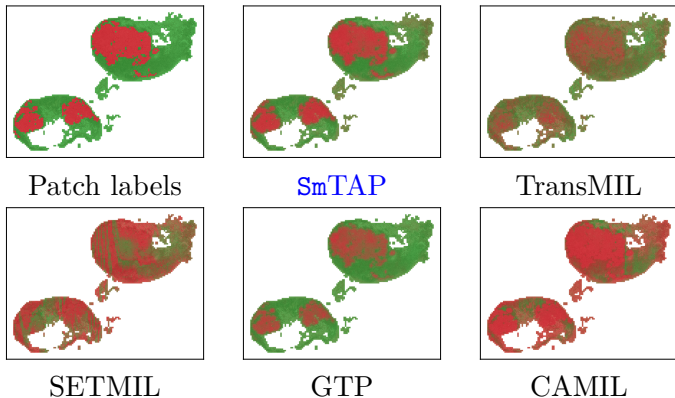 Patch labels
SmTAP
TransMIL
SETMIL
GTP
CAMIL